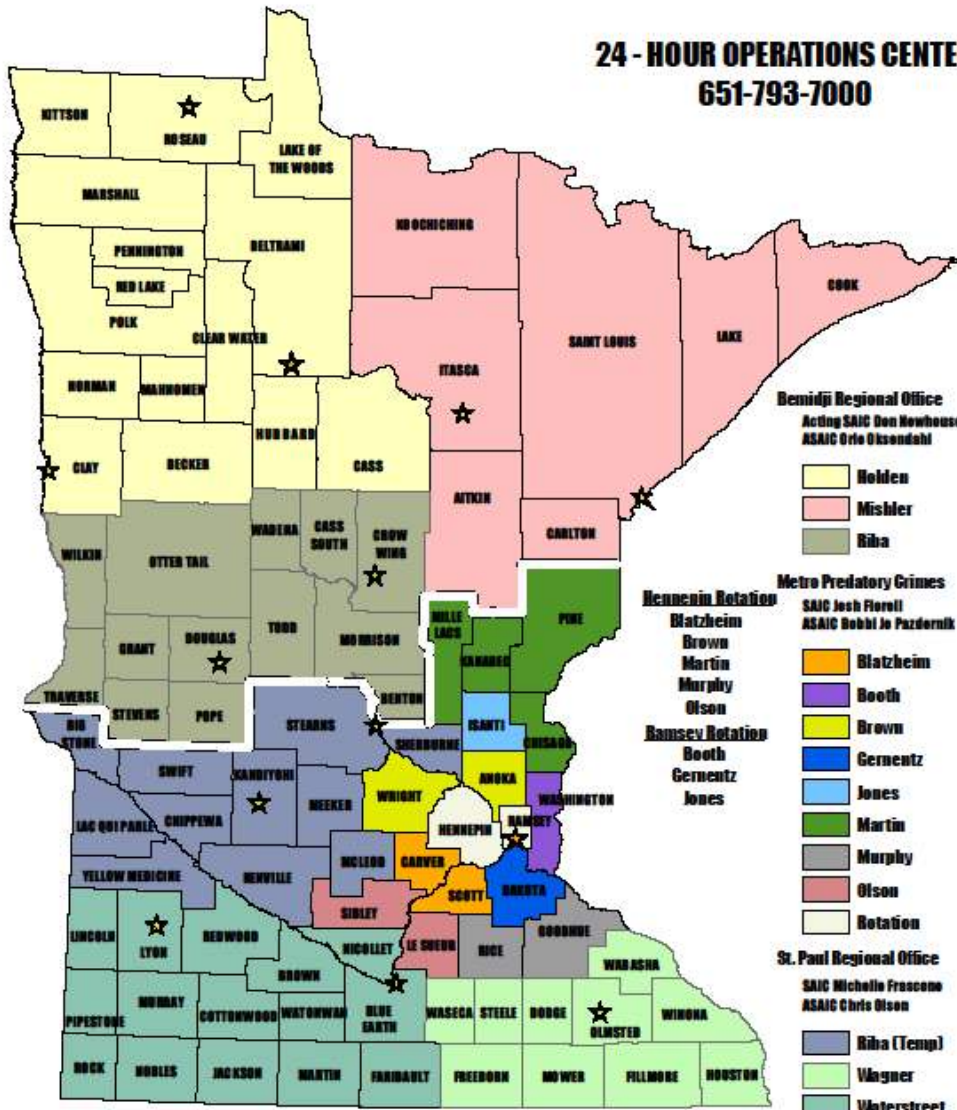 24 - HOUR OPERATIONS CENTE
651-793-7000
KITTSON
ROSEAU
LAKE OF
THE WOODS
MARSHALL
KOOCHICHING
BELTRAMI
PENNINGTON
RED LAKE
COOK
POLK
CLEAR WATER
SAINT LOUIS
LAKE
ITASCA
NORMAN
MAHNOMEN
HUBBARD
CLAY
BECKER
CASS
AITKIN
CARLTON
WADENA
CASS
SOUTH
CROW
WING
WILKIN
OTTER TAIL
PINE
MILLE
LACS
TODD
GRANT
DOUGLAS
MORRISON
KANABEC
TRAVERSE
STEVENS
POPE
BENTON
BIG
STONE
STEARNS
ISANTI
SHERBURNE
CHISAGO
SWIFT
KANDIYOHI
ANOKA
WRIGHT
WASHINGTON
MEEKER
LAC QUI PARLE
CHIPPEWA
HENNEPIN
RAMSEY
MCLEOD
CARVER
YELLOW MEDICINE
RENVILLE
SCOTT
DAKOTA
SIBLEY
LINCOLN
LYON
REDWOOD
NICOLLET
LE SUEUR
RICE
GOODHUE
WABASHA
BROWN
PIPESTONE
MURRAY
COTTONWOOD
WATONWAN
BLUE
EARTH
WASECA
STEELE
DODGE
OLMSTED
WINONA
ROCK
NOBLES
JACKSON
MARTIN
FARIBAULT
FREEBORN
MOWER
FILLMORE
HOUSTON
Hennepin Rotation
Blatzheim
Brown
Martin
Murphy
Olson
Ramsey Rotation
Booth
Gernentz
Jones
Bemidji Regional Office
Acting SAIC Don Newhouse
ASAIC Orie Oksendahl
Holden
Mishler
Riba
Metro Predatory Crimes
SAIC Josh Florell
ASAIC Bobbi Jo Pazdernik
Blatzheim
Booth
Brown
Gernentz
Jones
Martin
Murphy
Olson
Rotation
St. Paul Regional Office
SAIC Michelle Frascone
ASAIC Chris Olson
Riba (Temp)
Wagner
Waterstreet